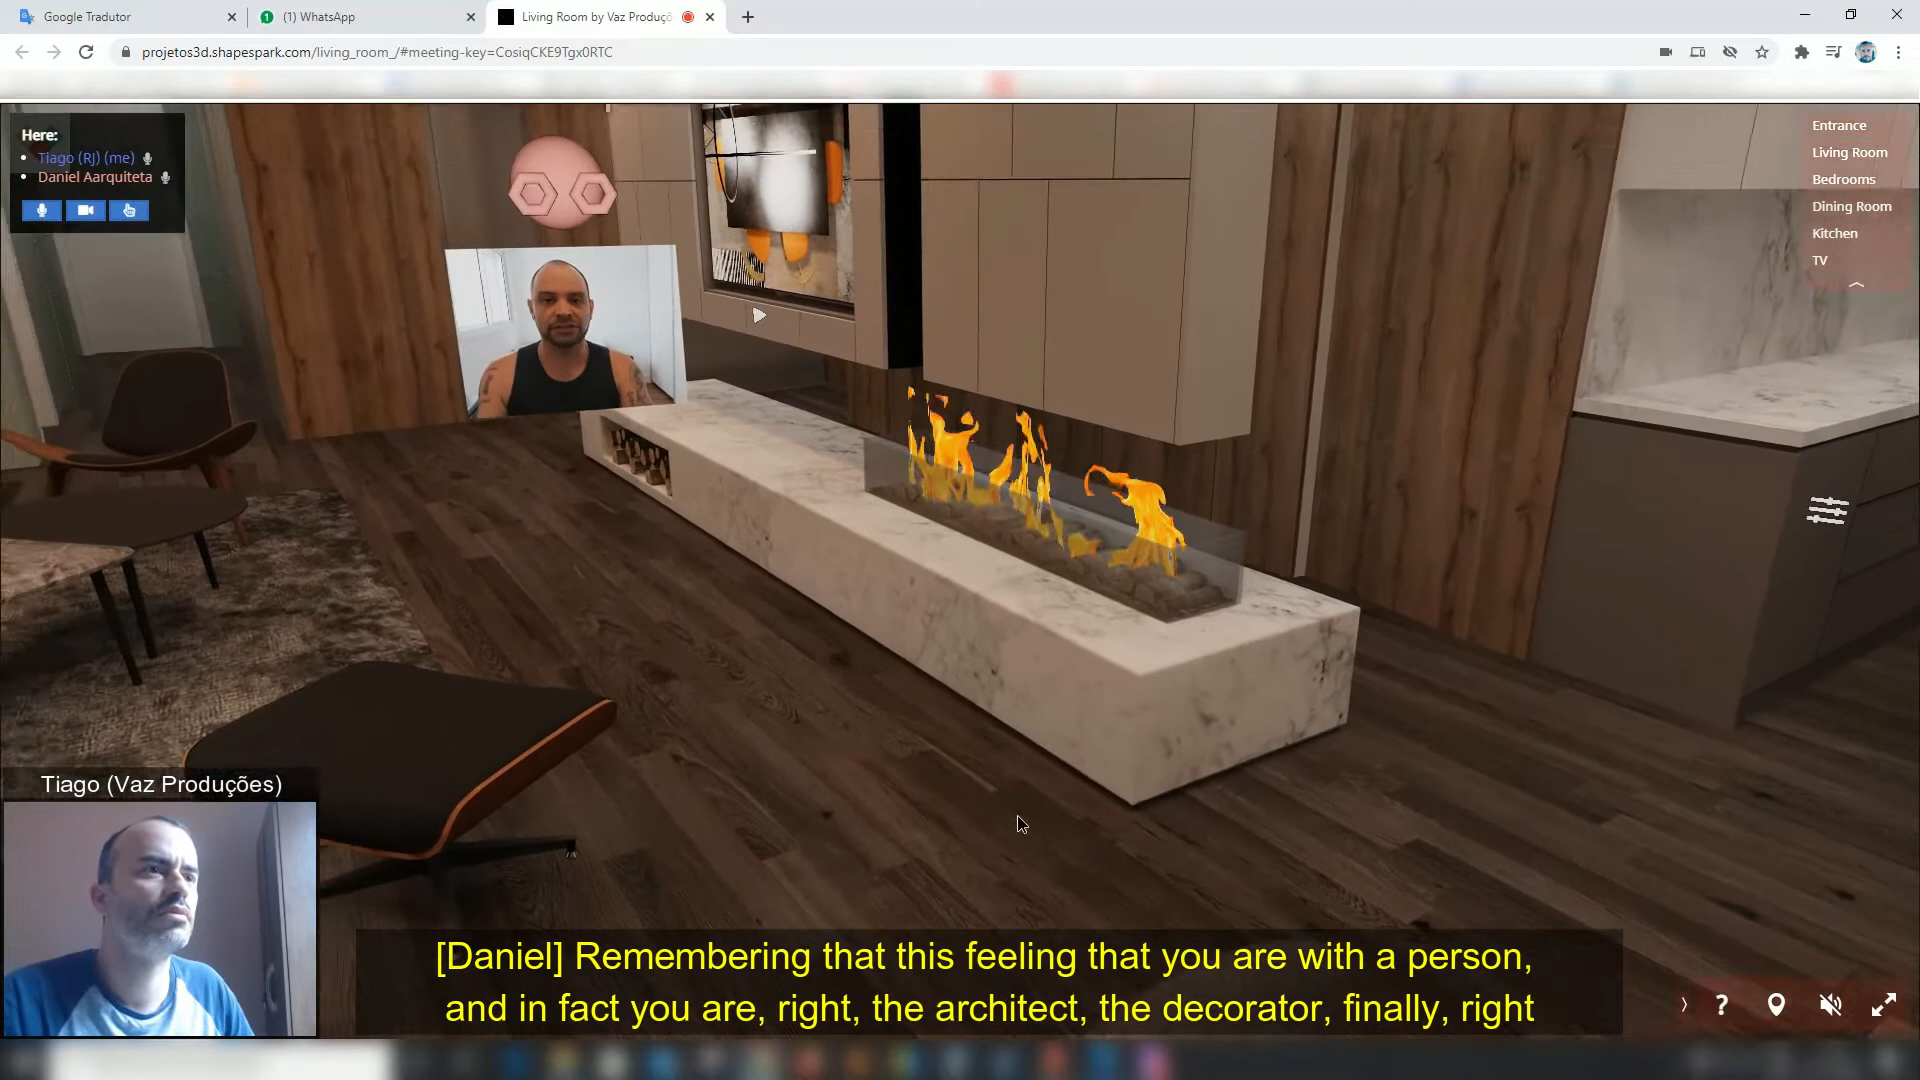 Google Tradutor
(1) WhatsApp
Living Room by Vaz Produçõ
projetos3d.shapespark.com/living_room_/#meeting-key=CosiqCKE9Tgx0RTC
Here:
Tiago (RJ) (me)
Daniel Aarquiteta
Entrance
Living Room
Bedrooms
Dining Room
Kitchen
TV
Tiago (Vaz Produções)
[Daniel] Remembering that this feeling that you are with a person,
and in fact you are, right, the architect, the decorator, finally, right